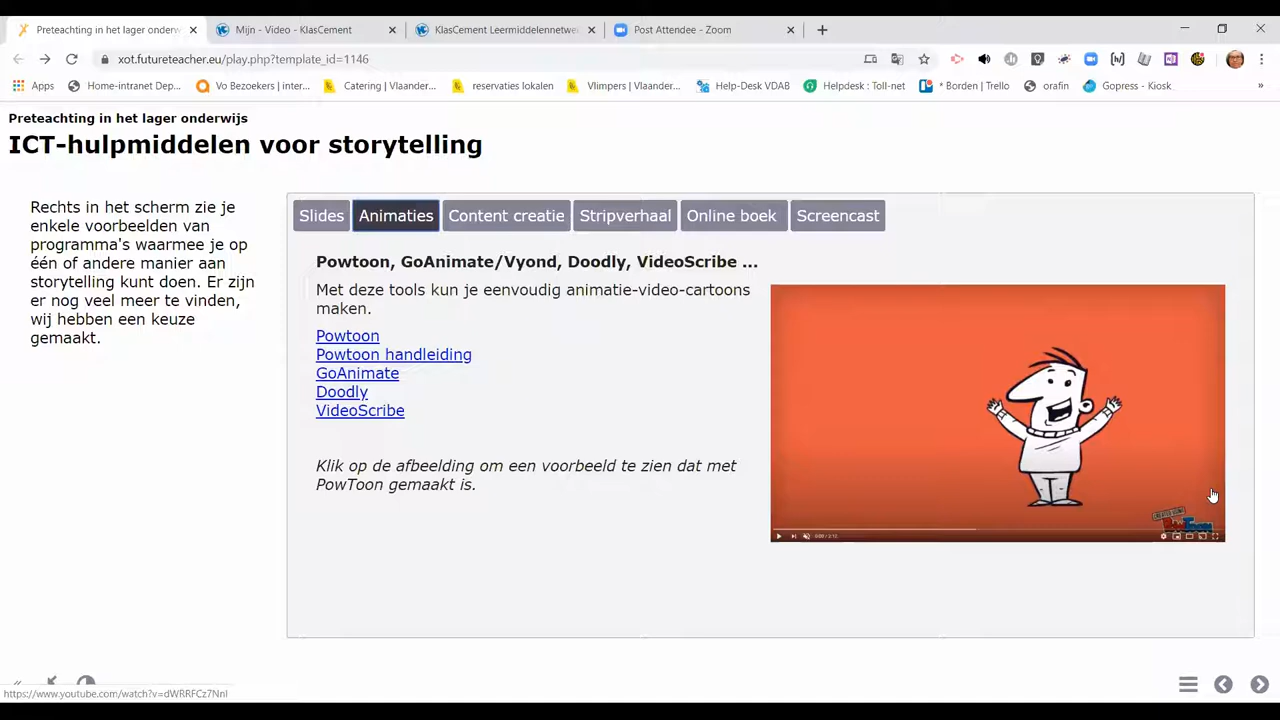 Preteachting in het lager onderw
Mijn - Video - KlasCement
KlasCement Leermiddelennetwe
Post Attendee - Zoom
xot.futureteacher.eu/play.php?template_id=1146
Apps
Home-intranet Dep...
Vo Bezoekers | inter...
Catering | Vlaander...
reservaties lokalen
Vlimpers | Vlaander...
Help-Desk VDAB
Helpdesk : Toll-net
* Borden | Trello
orafin
Gopress - Kiosk
Preteachting in het lager onderwijs
ICT-hulpmiddelen voor storytelling
Rechts in het scherm zie je
enkele voorbeelden van
programma's waarmee je op
één of andere manier aan
storytelling kunt doen. Er zijn
er nog veel meer te vinden,
wij hebben een keuze
gemaakt.
Slides
Animaties
Content creatie
Stripverhaal
Online boek
Screencast
Powtoon, GoAnimate/Vyond, Doodly, VideoScribe ...
Met deze tools kun je eenvoudig animatie-video-cartoons
maken.
Powtoon
Powtoon handleiding
GoAnimate
Doodly
VideoScribe
Klik op de afbeelding om een voorbeeld te zien dat met
PowToon gemaakt is.
https://www.youtube.com/watch?v=dWRRFCz7NnI